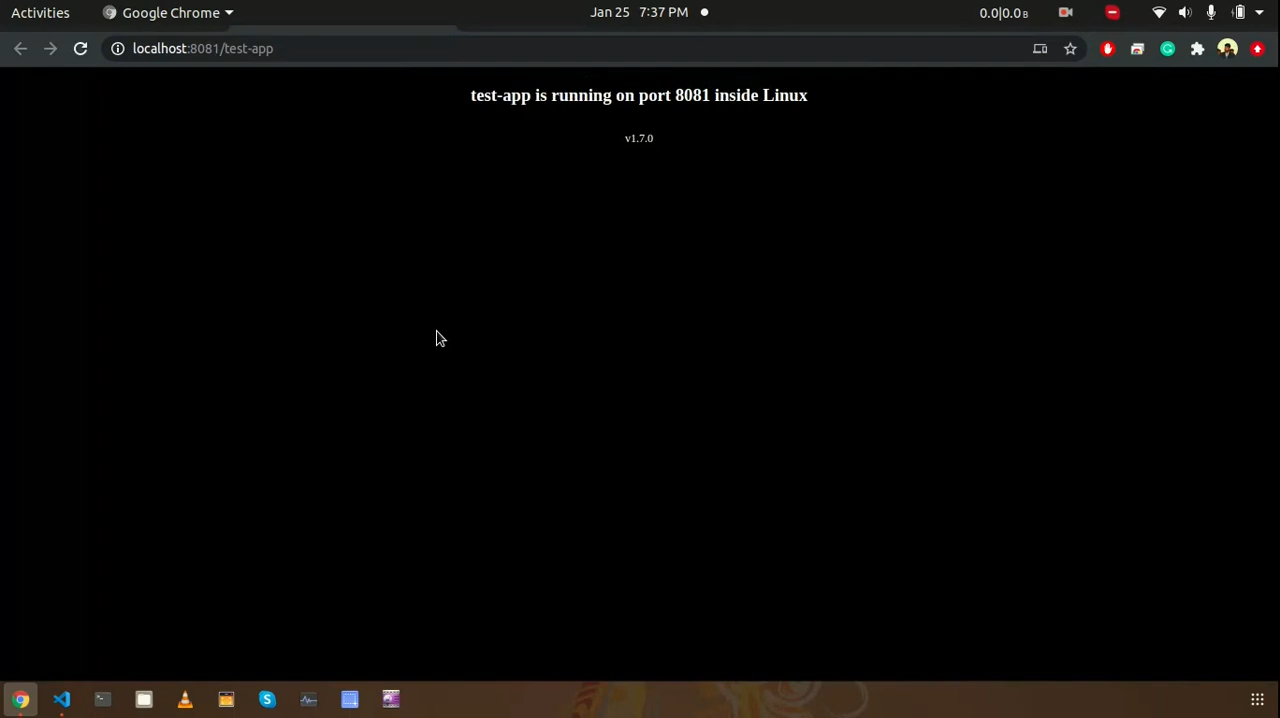 Activities Google Chrome Jan 25 7:37 PM 0.0|0.0 B
localhost:8081/test-app
test-app is running on port 8081 inside Linux
v1.7.0